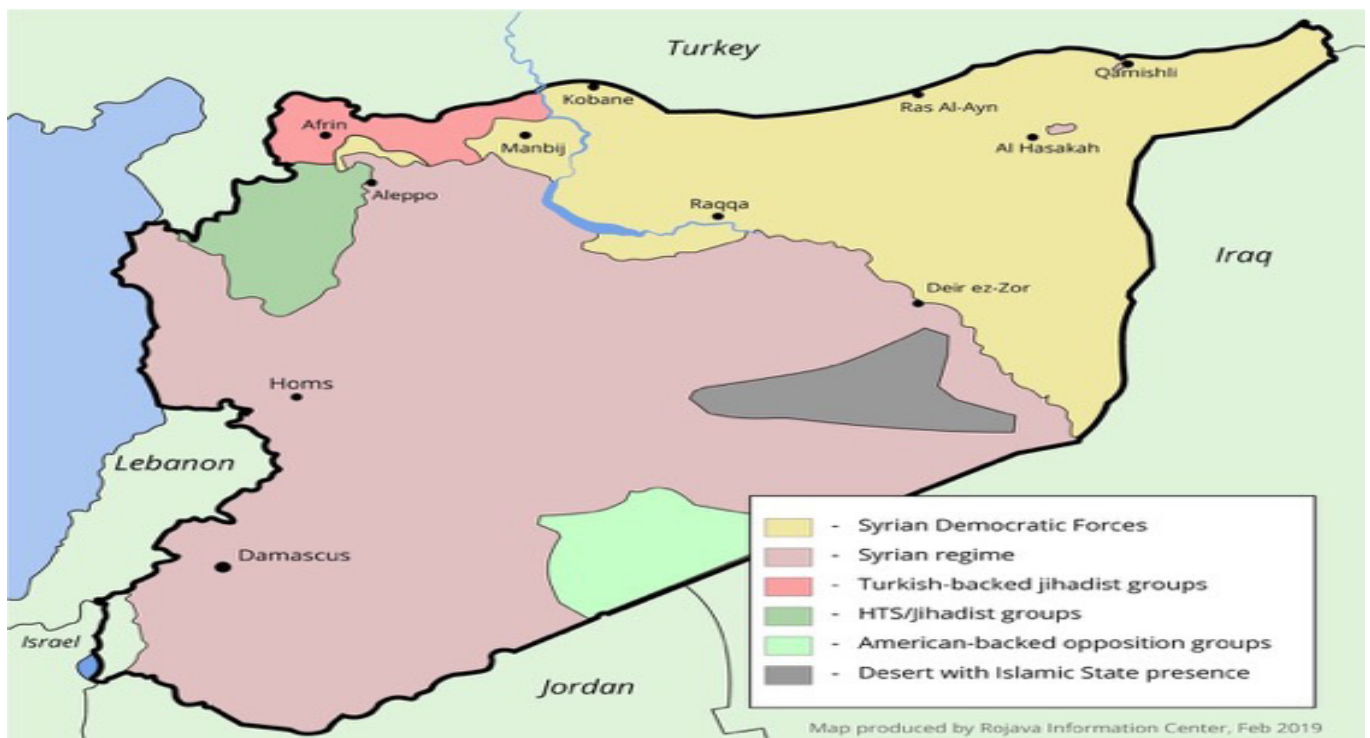 Turkey
Qamishli
Kobane
Ras Al-Ayn
Afrin
Manbij
Al Hasakah
Aleppo
Raqqa
Iraq
Deir ez-Zor
Homs
Lebanon
Damascus
Israel
Jordan
- Syrian Democratic Forces
- Syrian regime
- Turkish-backed jihadist groups
- HTS/Jihadist groups
- American-backed opposition groups
- Desert with Islamic State presence
Map produced by Rojava Information Center, Feb 2019